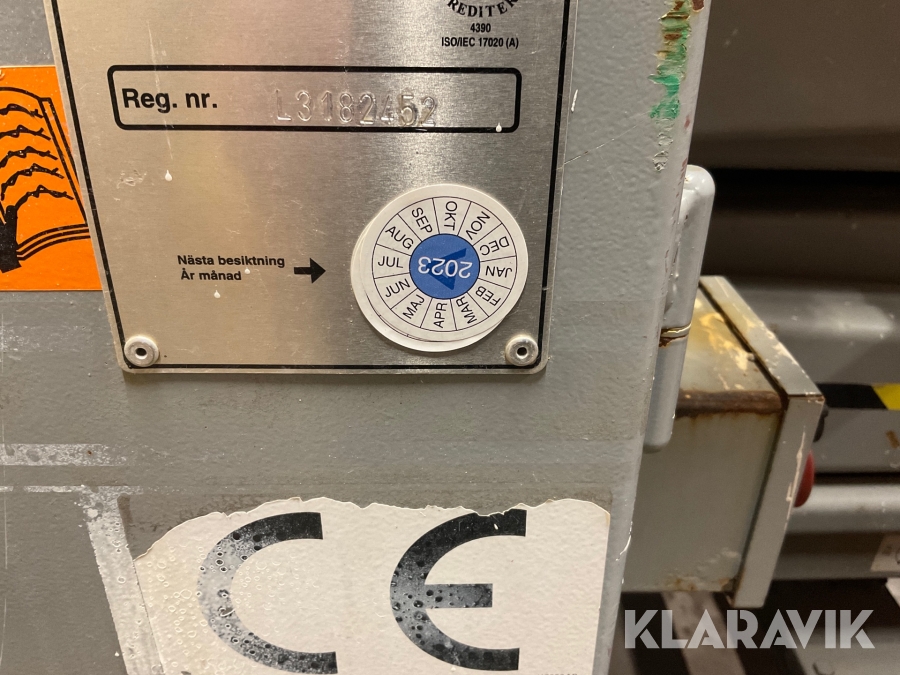 REDITER
4390
ISO/IEC 17020 (A)
Reg. nr. L3182452
Nästa besiktning
År månad
JAN
FEB
MAR
APR
MAJ
JUN
JUL
AUG
SEP
OKT
NOV
DEC
2023
CE
KLARAVIK